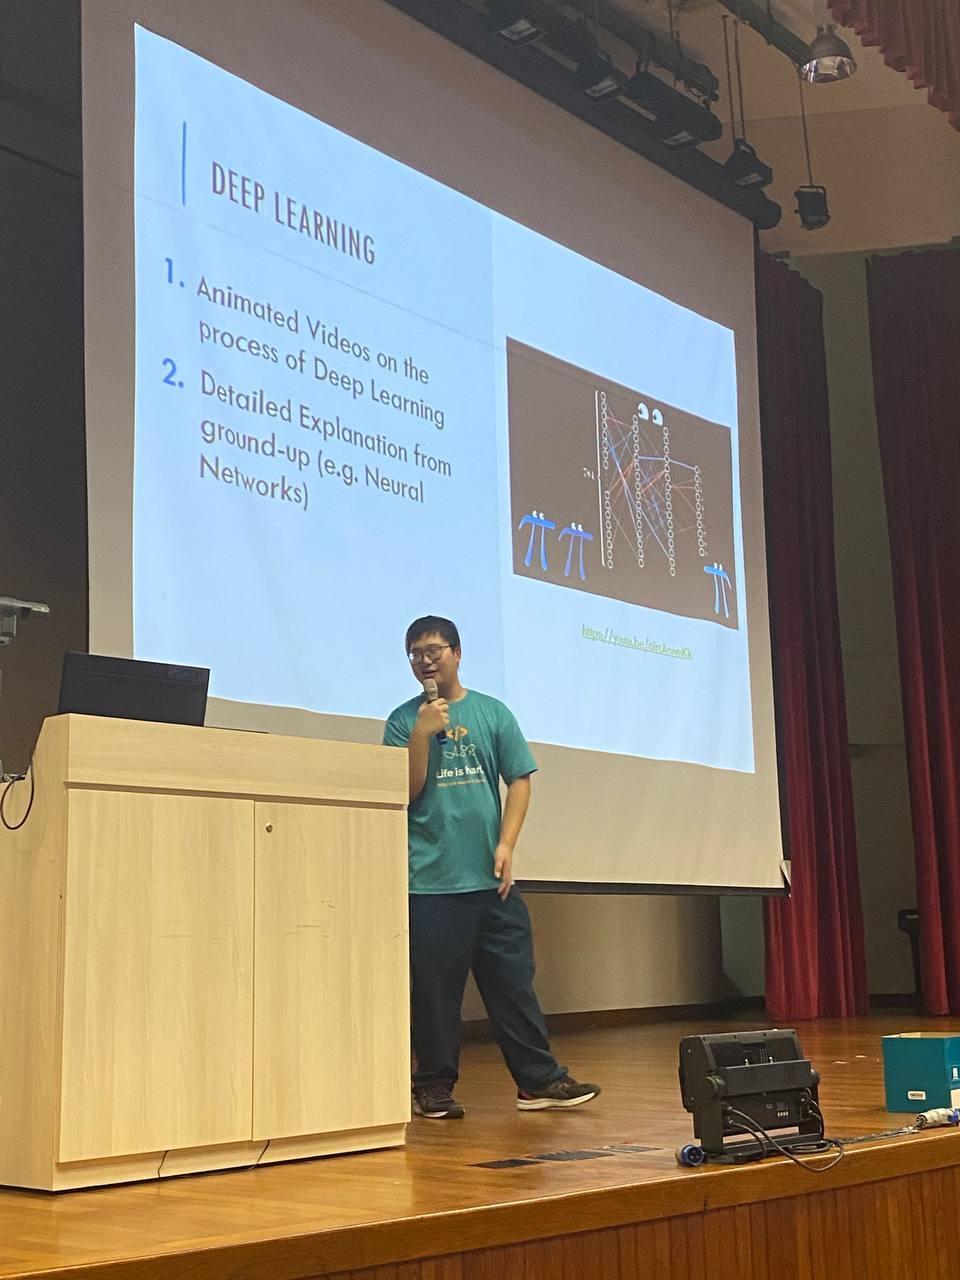 DEEP LEARNING
1. Animated Videos on the
process of Deep Learning
2. Detailed Explanation from
ground-up (e.g. Neural
Networks)
784
</>
Life is hard,